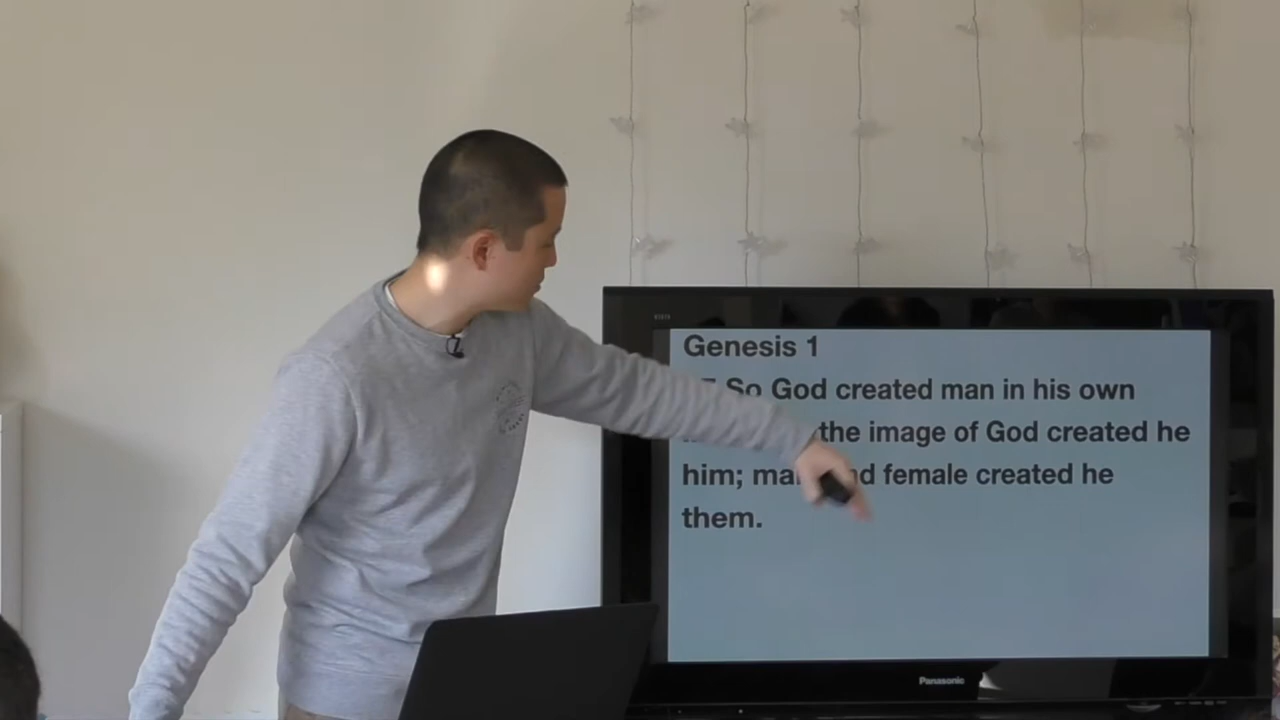 Genesis 1
So God created man in his own
the image of God created he
him; female created he
them.
Panasonic